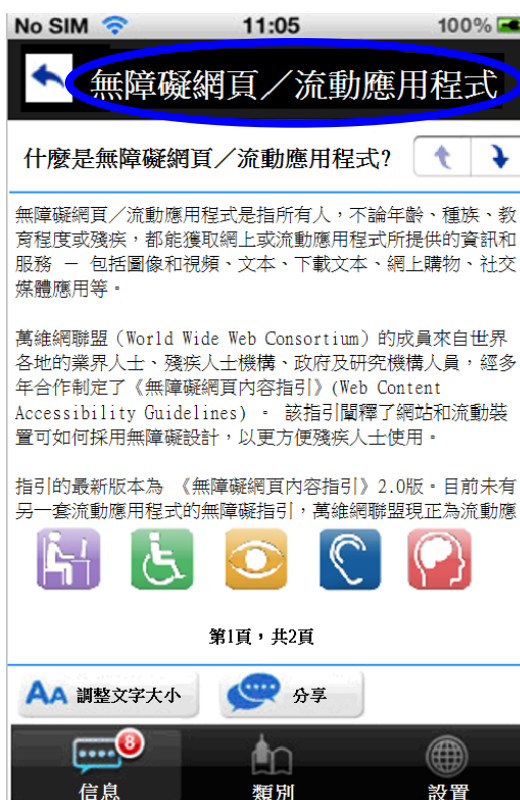 No SIM 11:05 100%
無障礙網頁／流動應用程式
什麼是無障礙網頁／流動應用程式?
無障礙網頁／流動應用程式是指所有人，不論年齡、種族、教
育程度或殘疾，都能獲取網上或流動應用程式所提供的資訊和
服務 － 包括圖像和視頻、文本、下載文本、網上購物、社交
媒體應用等。
萬維網聯盟（World Wide Web Consortium）的成員來自世界
各地的業界人士、殘疾人士機構、政府及研究機構人員，經多
年合作制定了《無障礙網頁內容指引》(Web Content
Accessibility Guidelines) 。 該指引闡釋了網站和流動裝
置可如何採用無障礙設計，以更方便殘疾人士使用。
指引的最新版本為 《無障礙網頁內容指引》2.0版。目前未有
另一套流動應用程式的無障礙指引，萬維網聯盟現正為流動應
第1頁，共2頁
AA 調整文字大小 分享
8
信息 類別 設置